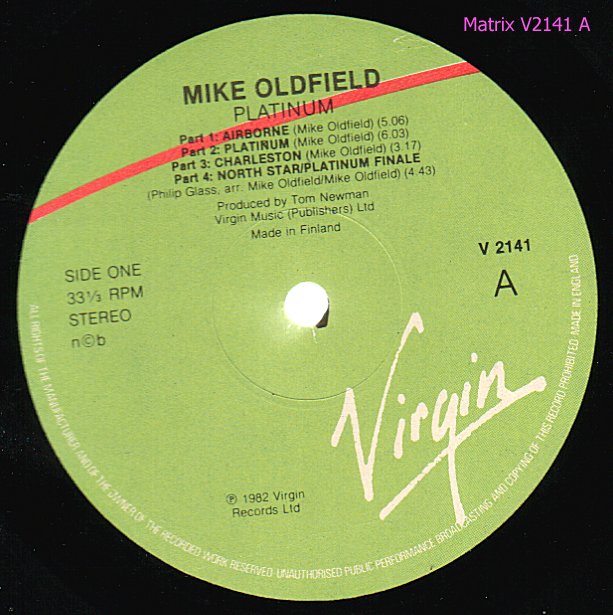 Matrix V2141 A
MIKE OLDFIELD
PLATINUM
Part 1: AIRBORNE (Mike Oldfield) (5.06)
Part 2: PLATINUM (Mike Oldfield) (6.03)
Part 3: CHARLESTON (Mike Oldfield) (3.17)
Part 4: NORTH STAR/PLATINUM FINALE
(Philip Glass, arr. Mike Oldfield/Mike Oldfield) (4.43)
Produced by Tom Newman
Virgin Music (Publishers) Ltd
Made in Finland
V 2141
A
SIDE ONE
33⅓ RPM
STEREO
n©b
Virgin
℗ 1982 Virgin
Records Ltd
ALL RIGHTS OF THE MANUFACTURER AND OF THE OWNER OF THE RECORDED WORK RESERVED UNAUTHORISED PUBLIC PERFORMANCE BROADCASTING AND COPYING OF THIS RECORD PROHIBITED. MADE IN ENGLAND